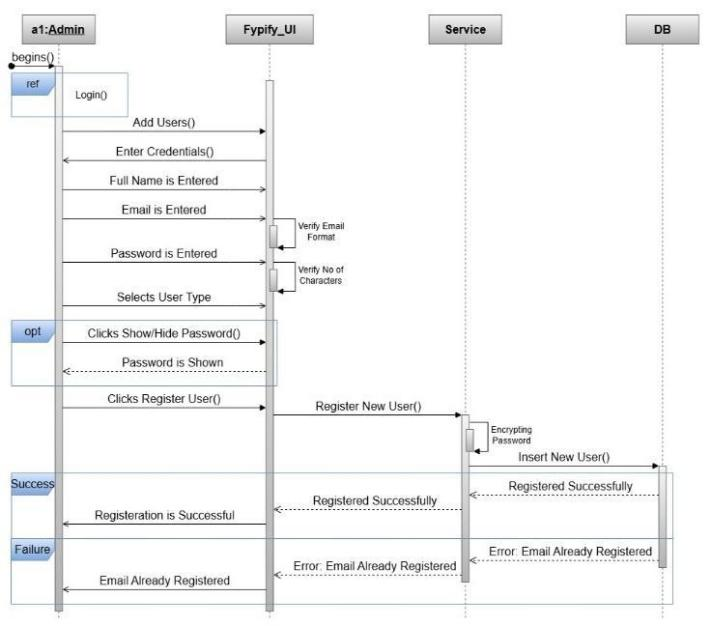 a1:Admin
Fypify_UI
Service
DB
begins()
ref
Login()
Add Users()
Enter Credentials()
Full Name is Entered
Email is Entered
Verify Email
Format
Password is Entered
Verify No of
Characters
Selects User Type
opt
Clicks Show/Hide Password()
Password is Shown
Clicks Register User()
Register New User()
Encrypting
Password
Insert New User()
Success
Registered Successfully
Registered Successfully
Registeration is Successful
Failure
Error: Email Already Registered
Error: Email Already Registered
Email Already Registered